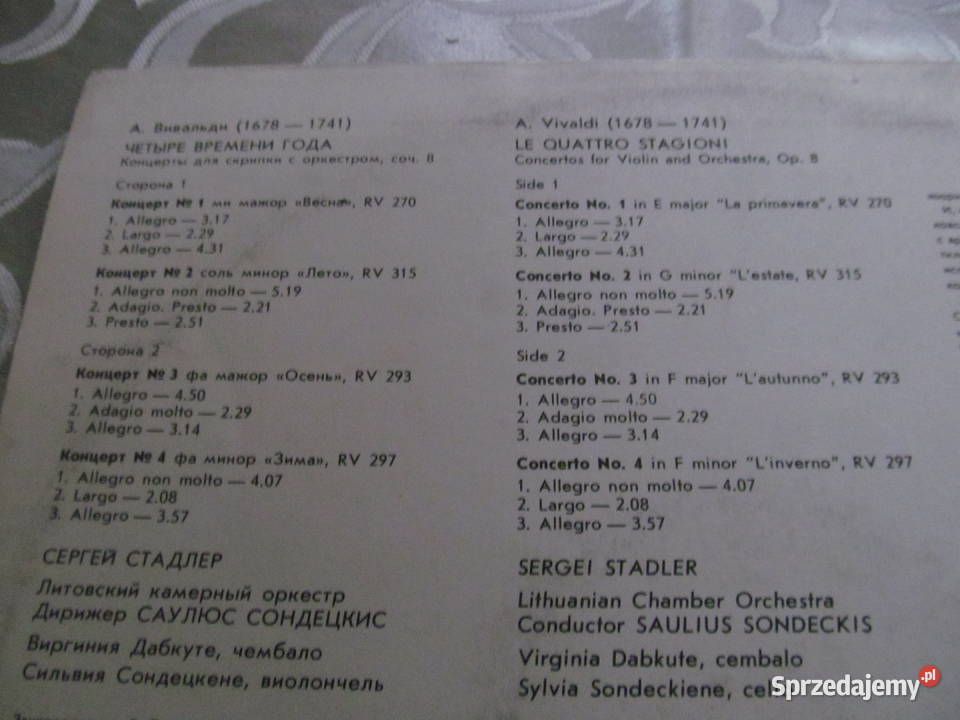 А. Вивальди (1678 — 1741)
ЧЕТЫРЕ ВРЕМЕНИ ГОДА
Концерты для скрипки с оркестром, соч. 8
Сторона 1
Концерт № 1 ми мажор «Весна», RV 270
1. Allegro — 3.17
2. Largo — 2.29
3. Allegro — 4.31
Концерт № 2 соль минор «Лето», RV 315
1. Allegro non molto — 5.19
2. Adagio. Presto — 2.21
3. Presto — 2.51
Сторона 2
Концерт № 3 фа мажор «Осень», RV 293
1. Allegro — 4.50
2. Adagio molto — 2.29
3. Allegro — 3.14
Концерт № 4 фа минор «Зима», RV 297
1. Allegro non molto — 4.07
2. Largo — 2.08
3. Allegro — 3.57
СЕРГЕЙ СТАДЛЕР
Литовский камерный оркестр
Дирижер САУЛЮС СОНДЕЦКИС
Виргиния Дабкуте, чембало
Сильвия Сондецкене, виолончель
A. Vivaldi (1678 — 1741)
LE QUATTRO STAGIONI
Concertos for Violin and Orchestra, Op. 8
Side 1
Concerto No. 1 in E major "La primavera", RV 270
1. Allegro — 3.17
2. Largo — 2.29
3. Allegro — 4.31
Concerto No. 2 in G minor "L'estate, RV 315
1. Allegro non molto — 5.19
2. Adagio. Presto — 2.21
3. Presto — 2.51
Side 2
Concerto No. 3 in F major "L'autunno", RV 293
1. Allegro — 4.50
2. Adagio molto — 2.29
3. Allegro — 3.14
Concerto No. 4 in F minor "L'inverno", RV 297
1. Allegro non molto — 4.07
2. Largo — 2.08
3. Allegro — 3.57
SERGEI STADLER
Lithuanian Chamber Orchestra
Conductor SAULIUS SONDECKIS
Virginia Dabkute, cembalo
Sylvia Sondeckiene,
Sprzedajemy.pl